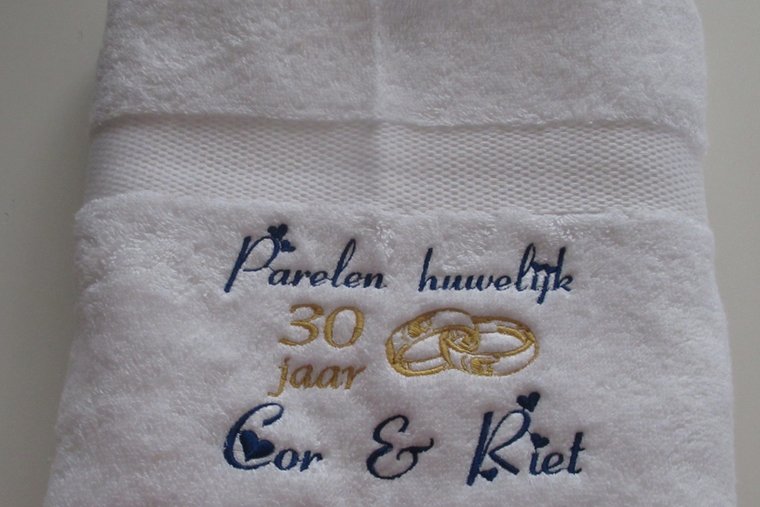 Parelen huwelijk
30
jaar
Cor & Riet